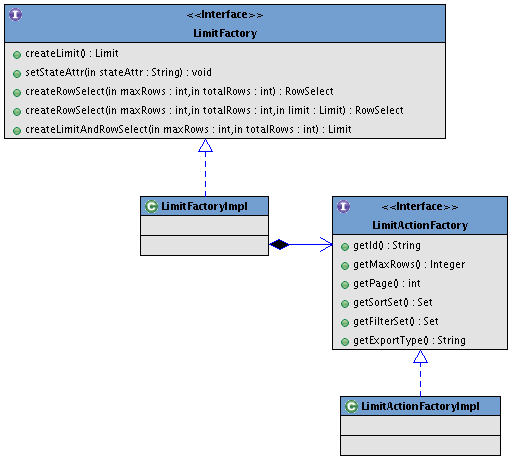 I
<<Interface>>
LimitFactory
createLimit() : Limit
setStateAttr(in stateAttr : String) : void
createRowSelect(in maxRows : int,in totalRows : int) : RowSelect
createRowSelect(in maxRows : int,in totalRows : int,in limit : Limit) : RowSelect
createLimitAndRowSelect(in maxRows : int,in totalRows : int) : Limit
C LimitFactoryImpl
I
<<Interface>>
LimitActionFactory
getId() : String
getMaxRows() : Integer
getPage() : int
getSortSet() : Set
getFilterSet() : Set
getExportType() : String
C LimitActionFactoryImpl